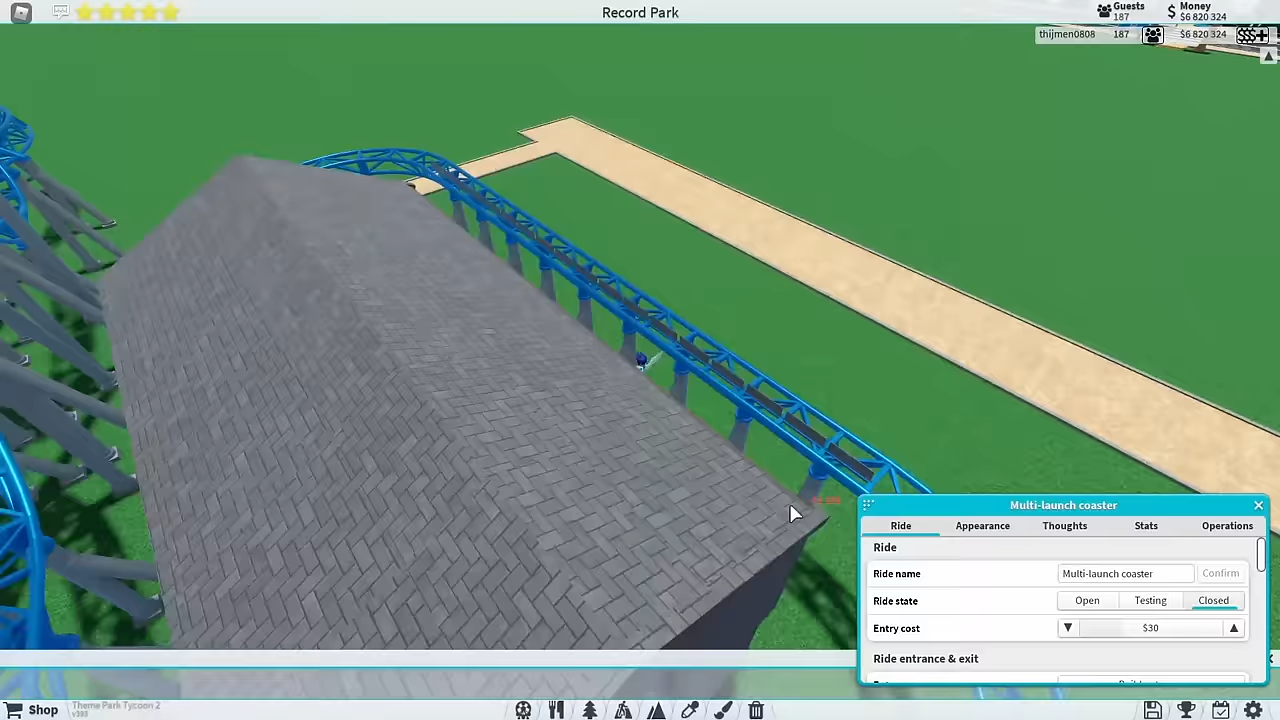 Record Park
Guests
187
Money
$6 820 324
thijmen0808 187 $6 820 324
Multi-launch coaster
Ride Appearance Thoughts Stats Operations
Ride
Ride name Multi-launch coaster Confirm
Ride state Open Testing Closed
Entry cost $30
Ride entrance & exit
Shop
Theme Park Tycoon 2
v393